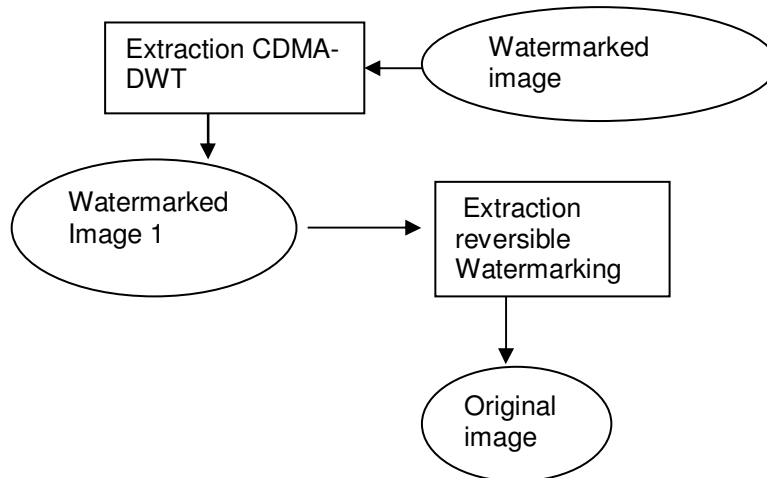 Extraction CDMA-
DWT
Watermarked
image
Watermarked
Image 1
Extraction
reversible
Watermarking
Original
image